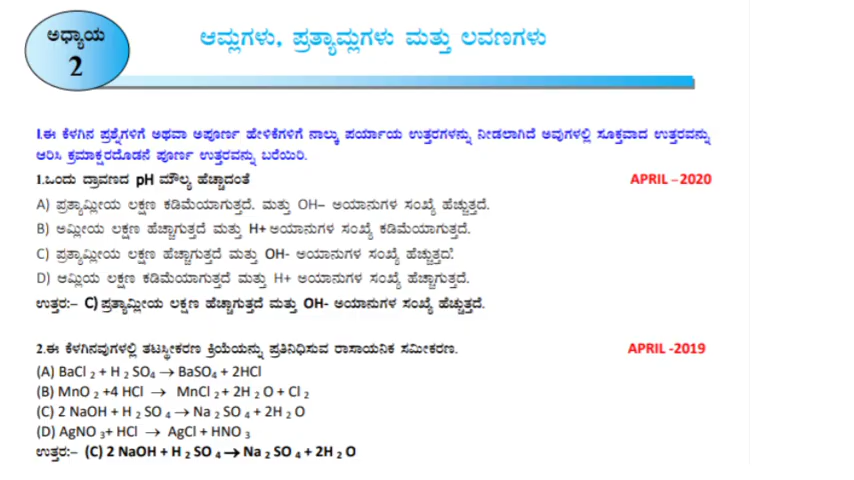 ಅಧ್ಯಾಯ
2
ಆಮ್ಲಗಳು, ಪ್ರತ್ಯಾಮ್ಲಗಳು ಮತ್ತು ಲವಣಗಳು
I.ಈ ಕೆಳಗಿನ ಪ್ರಶ್ನೆಗಳಿಗೆ ಅಥವಾ ಅಪೂರ್ಣ ಹೇಳಿಕೆಗಳಿಗೆ ನಾಲ್ಕು ಪರ್ಯಾಯ ಉತ್ತರಗಳನ್ನು ನೀಡಲಾಗಿದೆ ಅವುಗಳಲ್ಲಿ ಸೂಕ್ತವಾದ ಉತ್ತರವನ್ನು
ಆರಿಸಿ ಕ್ರಮಾಕ್ಷರದೊಡನೆ ಪೂರ್ಣ ಉತ್ತರವನ್ನು ಬರೆಯಿರಿ.
1.ಒಂದು ದ್ರಾವಣದ pH ಮೌಲ್ಯ ಹೆಚ್ಚಾದಂತೆ APRIL – 2020
A) ಪ್ರತ್ಯಾಮ್ಲೀಯ ಲಕ್ಷಣ ಕಡಿಮೆಯಾಗುತ್ತದೆ. ಮತ್ತು OH– ಅಯಾನುಗಳ ಸಂಖ್ಯೆ ಹೆಚ್ಚುತ್ತದೆ.
B) ಆಮ್ಲೀಯ ಲಕ್ಷಣ ಹೆಚ್ಚಾಗುತ್ತದೆ ಮತ್ತು H+ ಅಯಾನುಗಳ ಸಂಖ್ಯೆ ಕಡಿಮೆಯಾಗುತ್ತದೆ.
C) ಪ್ರತ್ಯಾಮ್ಲೀಯ ಲಕ್ಷಣ ಹೆಚ್ಚಾಗುತ್ತದೆ ಮತ್ತು OH- ಅಯಾನುಗಳ ಸಂಖ್ಯೆ ಹೆಚ್ಚುತ್ತದೆ.
D) ಆಮ್ಲಿಯ ಲಕ್ಷಣ ಕಡಿಮೆಯಾಗುತ್ತದೆ ಮತ್ತು H+ ಅಯಾನುಗಳ ಸಂಖ್ಯೆ ಹೆಚ್ಚಾಗುತ್ತದೆ.
ಉತ್ತರ:– C) ಪ್ರತ್ಯಾಮ್ಲೀಯ ಲಕ್ಷಣ ಹೆಚ್ಚಾಗುತ್ತದೆ ಮತ್ತು OH- ಅಯಾನುಗಳ ಸಂಖ್ಯೆ ಹೆಚ್ಚುತ್ತದೆ.
2.ಈ ಕೆಳಗಿನವುಗಳಲ್ಲಿ ತಟಸ್ಥೀಕರಣ ಕ್ರಿಯೆಯನ್ನು ಪ್ರತಿನಿಧಿಸುವ ರಾಸಾಯನಿಕ ಸಮೀಕರಣ. APRIL -2019
(A) BaCl 2 + H 2 SO4 → BaSO4 + 2HCl
(B) MnO 2 +4 HCl → MnCl 2 + 2H 2 O + Cl 2
(C) 2 NaOH + H 2 SO 4 → Na 2 SO 4 + 2H 2 O
(D) AgNO 3+ HCl → AgCl + HNO 3
ಉತ್ತರ:– (C) 2 NaOH + H 2 SO 4 → Na 2 SO 4 + 2H 2 O